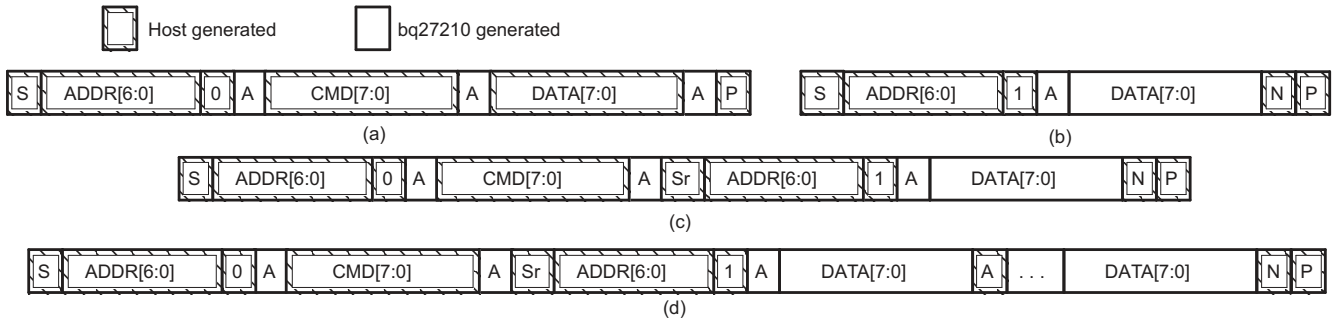 Host generated bq27210 generated
S ADDR[6:0] 0 A CMD[7:0] A DATA[7:0] A P S ADDR[6:0] 1 A DATA[7:0] N P
(a) (b)
S ADDR[6:0] 0 A CMD[7:0] A Sr ADDR[6:0] 1 A DATA[7:0] N P
(c)
S ADDR[6:0] 0 A CMD[7:0] A Sr ADDR[6:0] 1 A DATA[7:0] A . . . DATA[7:0] N P
(d)